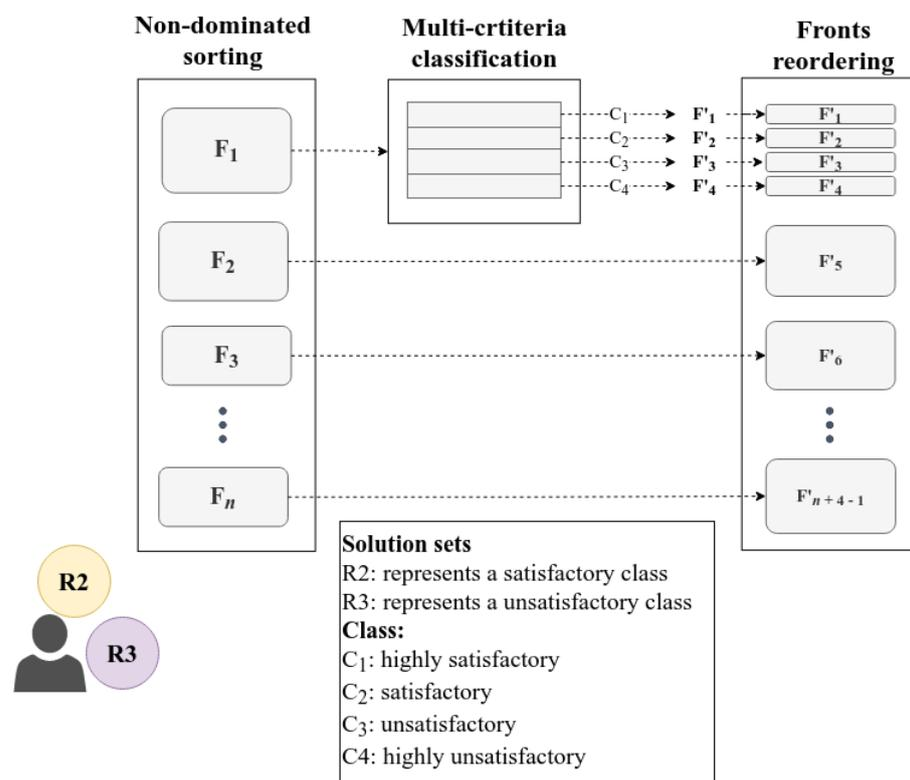 Non-dominated
sorting
Multi-crtiteria
classification
Fronts
reordering
F₁
F₂
F₃
Fₙ
C₁
C₂
C₃
C₄
F'₁
F'₂
F'₃
F'₄
F'₁
F'₂
F'₃
F'₄
F'₅
F'₆
F'ₙ ₊ ₄ ₋ ₁
R2
R3
Solution sets
R2: represents a satisfactory class
R3: represents a unsatisfactory class
Class:
C₁: highly satisfactory
C₂: satisfactory
C₃: unsatisfactory
C4: highly unsatisfactory